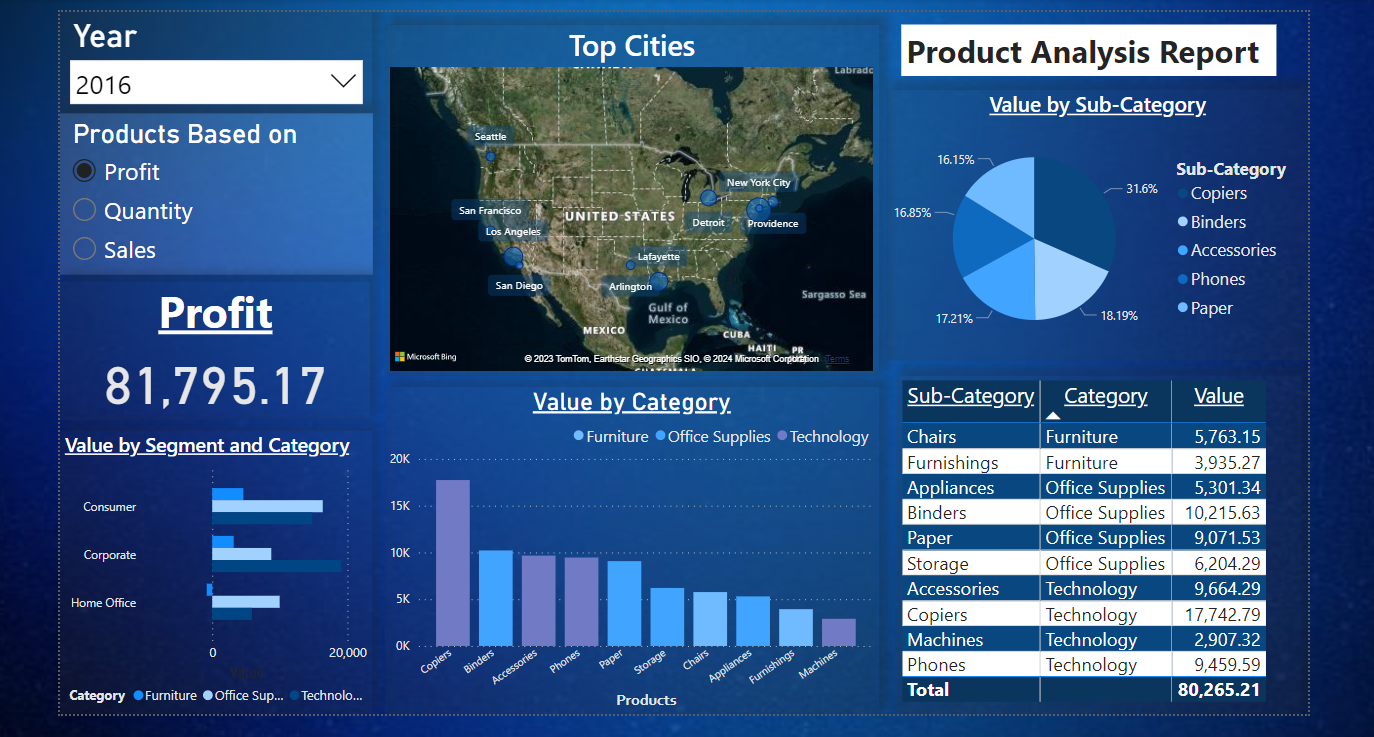 Year
2016
Products Based on
Profit
Quantity
Sales
Profit
81,795.17
Value by Segment and Category
Consumer
Corporate
Home Office
0
20,000
Category
Furniture
Office Sup...
Technolo...
Top Cities
Labrado
Seattle
New York City
San Francisco
UNITED STATES
Los Angeles
Detroit
Providence
Lafayette
San Diego
Arlington
Sargasso Sea
Gulf of
Mexico
MEXICO
CUBA
HAITI
PR
Microsoft Bing
© 2023 TomTom, Earthstar Geographics SIO, © 2024 Microsoft Corporation
Terms
Value by Category
Furniture
Office Supplies
Technology
20K
15K
10K
5K
0K
Copiers
Binders
Accessories
Phones
Paper
Storage
Chairs
Appliances
Furnishings
Machines
Products
Product Analysis Report
Value by Sub-Category
16.15%
31.6%
16.85%
17.21%
18.19%
Sub-Category
Copiers
Binders
Accessories
Phones
Paper
Sub-Category Category Value
Chairs Furniture 5,763.15
Furnishings Furniture 3,935.27
Appliances Office Supplies 5,301.34
Binders Office Supplies 10,215.63
Paper Office Supplies 9,071.53
Storage Office Supplies 6,204.29
Accessories Technology 9,664.29
Copiers Technology 17,742.79
Machines Technology 2,907.32
Phones Technology 9,459.59
Total 80,265.21